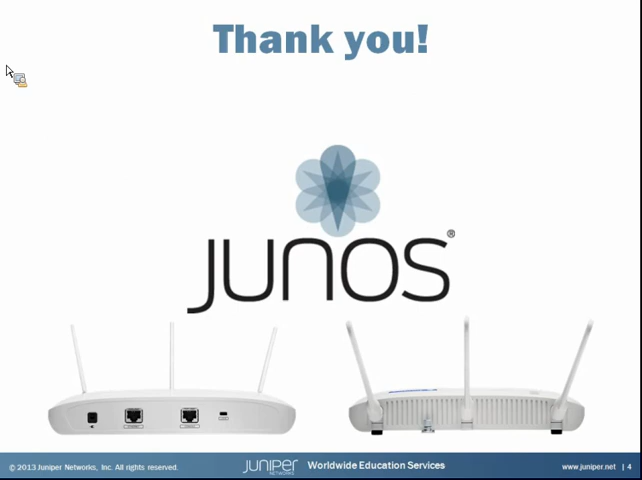 Thank you!
JUNOS®
© 2013 Juniper Networks, Inc. All rights reserved.
JUNIPER
NETWORKS
Worldwide Education Services
www.juniper.net | 4